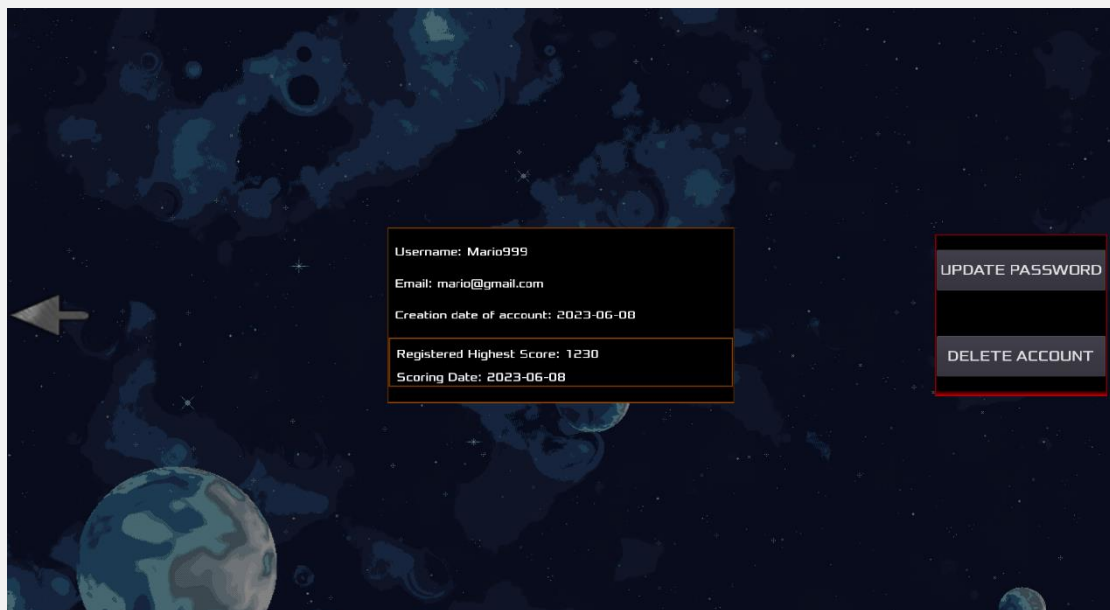 Username: Mario999
Email: mario@gmail.com
Creation date of account: 2023-06-08
Registered Highest Score: 1230
Scoring Date: 2023-06-08
UPDATE PASSWORD
DELETE ACCOUNT